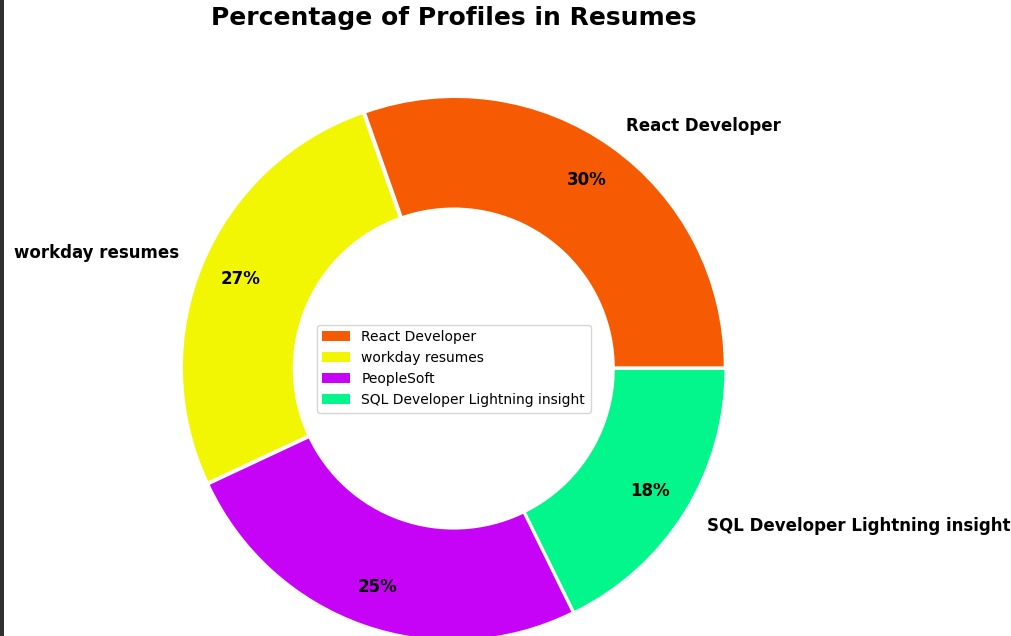 Percentage of Profiles in Resumes
React Developer
30%
workday resumes
27%
React Developer
workday resumes
PeopleSoft
SQL Developer Lightning insight
18%
SQL Developer Lightning insight
25%